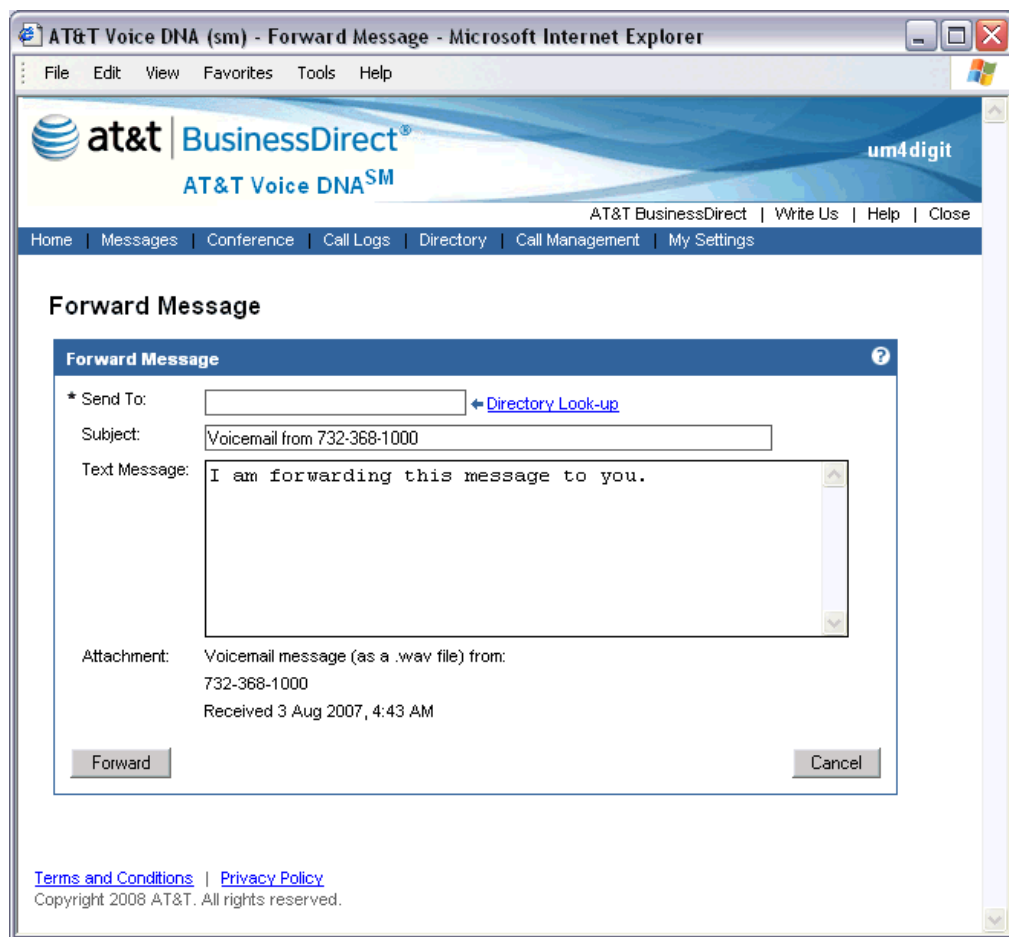 AT&T Voice DNA (sm) - Forward Message - Microsoft Internet Explorer
File Edit View Favorites Tools Help
at&t BusinessDirect®
AT&T Voice DNA SM
um4digit
AT&T BusinessDirect | Write Us | Help | Close
Home | Messages | Conference | Call Logs | Directory | Call Management | My Settings
Forward Message
Forward Message ?
* Send To: Directory Look-up
Subject: Voicemail from 732-368-1000
Text Message: I am forwarding this message to you.
Attachment: Voicemail message (as a .wav file) from:
732-368-1000
Received 3 Aug 2007, 4:43 AM
Forward Cancel
Terms and Conditions | Privacy Policy
Copyright 2008 AT&T. All rights reserved.